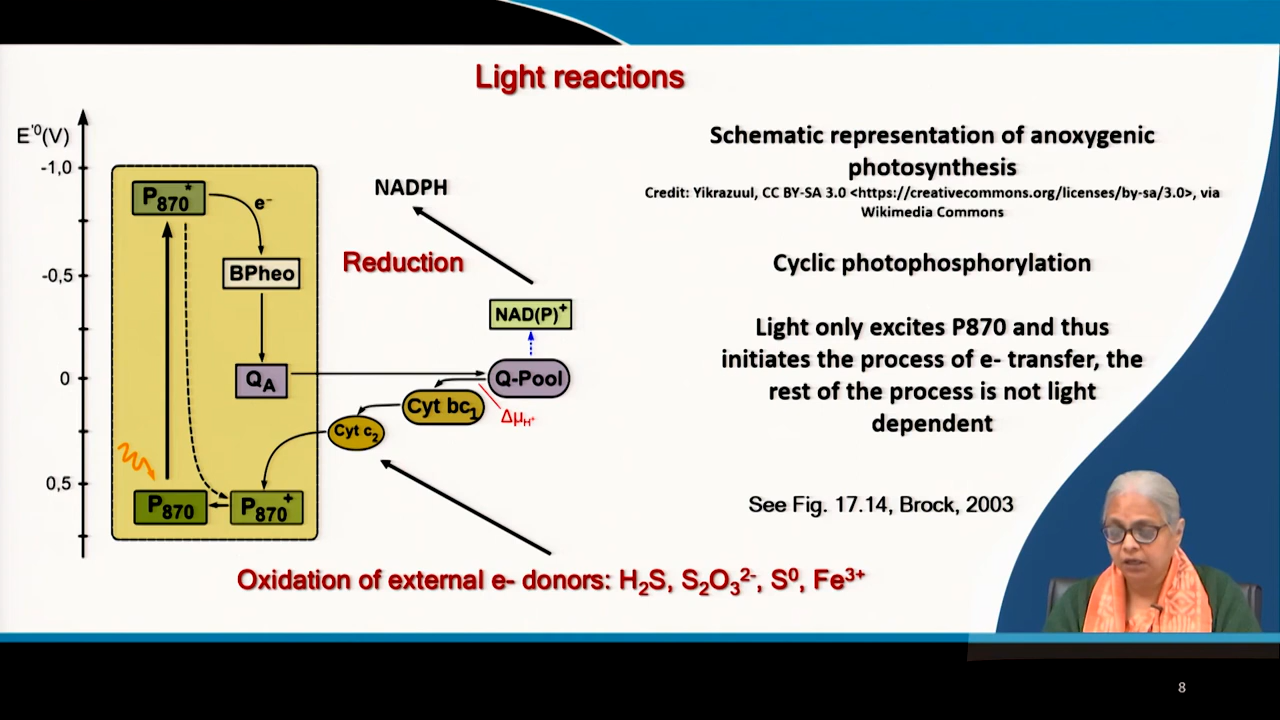 Light reactions
E'⁰(V)
-1,0
-0,5
0
0,5
P₈₇₀*
e⁻
BPheo
Q_A
P₈₇₀
P₈₇₀⁺
NADPH
Reduction
NAD(P)⁺
Q-Pool
Cyt bc₁
Cyt c₂
Δμ_H⁺
Oxidation of external e- donors: H₂S, S₂O₃²⁻, S⁰, Fe³⁺
Schematic representation of anoxygenic
photosynthesis
Credit: Yikrazuul, CC BY-SA 3.0 <https://creativecommons.org/licenses/by-sa/3.0>, via
Wikimedia Commons
Cyclic photophosphorylation
Light only excites P870 and thus
initiates the process of e- transfer, the
rest of the process is not light
dependent
See Fig. 17.14, Brock, 2003
8